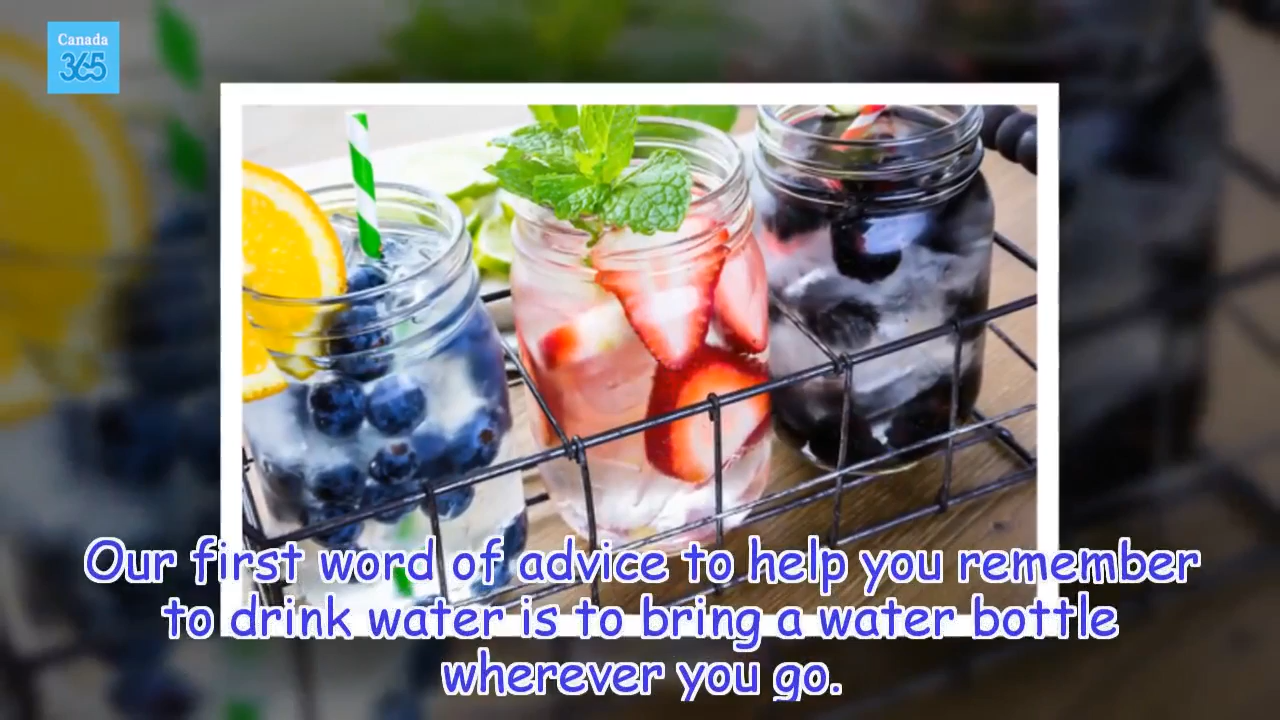 Canada
365
Our first word of advice to help you remember
to drink water is to bring a water bottle
wherever you go.